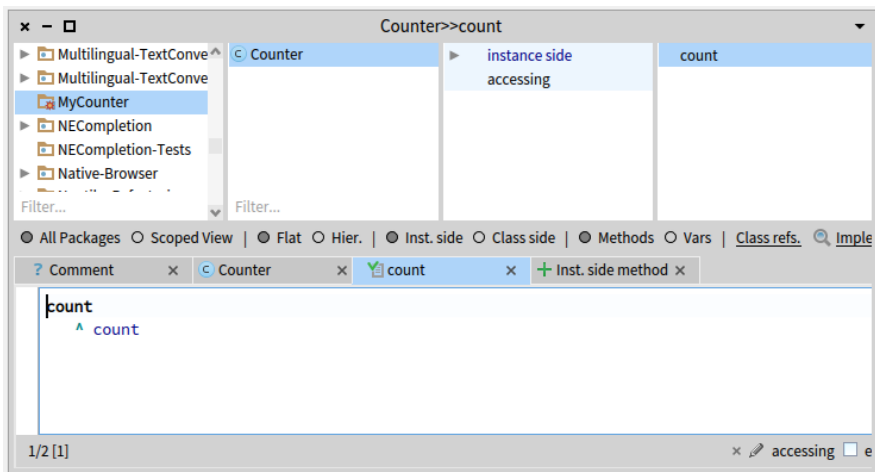 Counter>>count
Multilingual-TextConve
Multilingual-TextConve
MyCounter
NECompletion
NECompletion-Tests
Native-Browser
Filter...
Counter
Filter...
instance side
accessing
count
All Packages Scoped View | Flat Hier. | Inst. side Class side | Methods Vars | Class refs. Imple
? Comment × Counter × count × + Inst. side method ×
count
^ count
1/2 [1] × accessing e